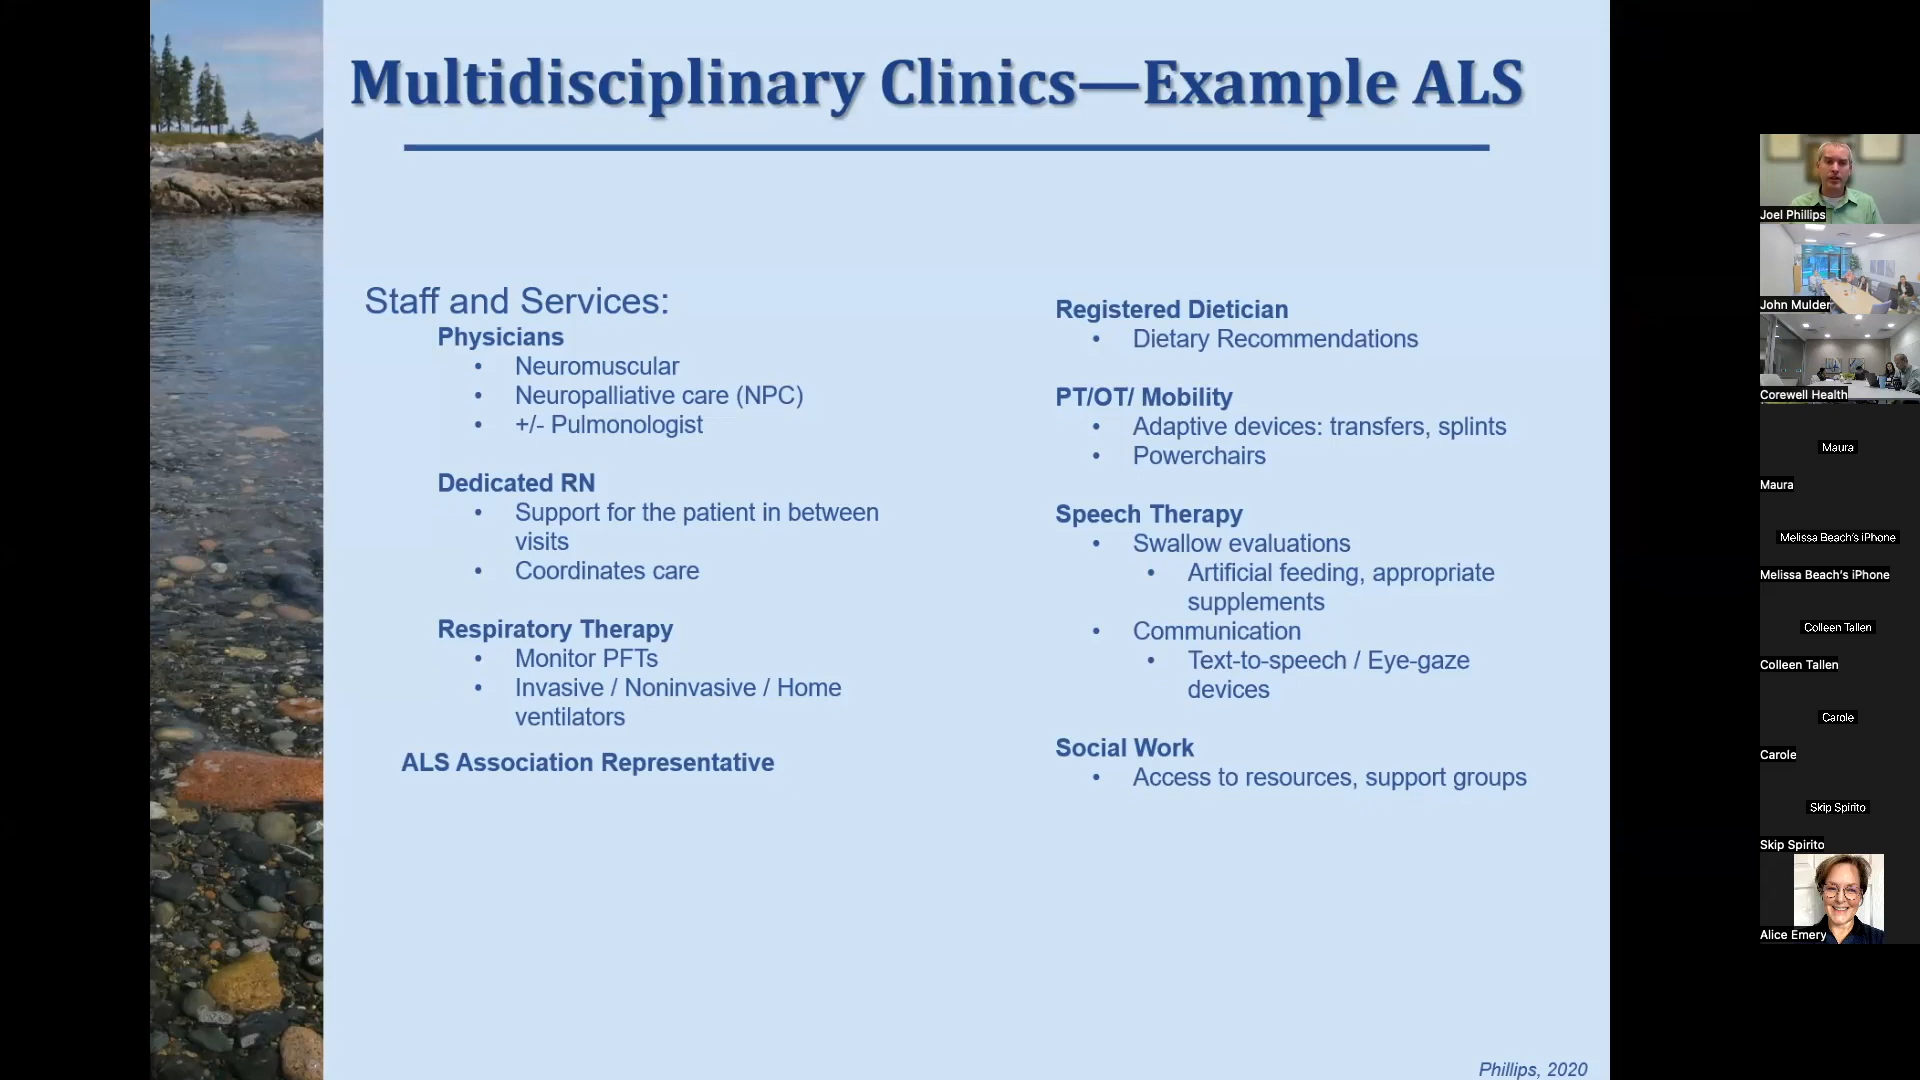 Multidisciplinary Clinics—Example ALS
Staff and Services:
Physicians
• Neuromuscular
• Neuropalliative care (NPC)
• +/- Pulmonologist
Dedicated RN
• Support for the patient in between
visits
• Coordinates care
Respiratory Therapy
• Monitor PFTs
• Invasive / Noninvasive / Home
ventilators
ALS Association Representative
Registered Dietician
• Dietary Recommendations
PT/OT/ Mobility
• Adaptive devices: transfers, splints
• Powerchairs
Speech Therapy
• Swallow evaluations
• Artificial feeding, appropriate
supplements
• Communication
• Text-to-speech / Eye-gaze
devices
Social Work
• Access to resources, support groups
Phillips, 2020
Joel Phillips
John Mulder
Corewell Health
Maura
Maura
Melissa Beach's iPhone
Melissa Beach's iPhone
Colleen Tallen
Colleen Tallen
Carole
Carole
Skip Spirito
Skip Spirito
Alice Emery